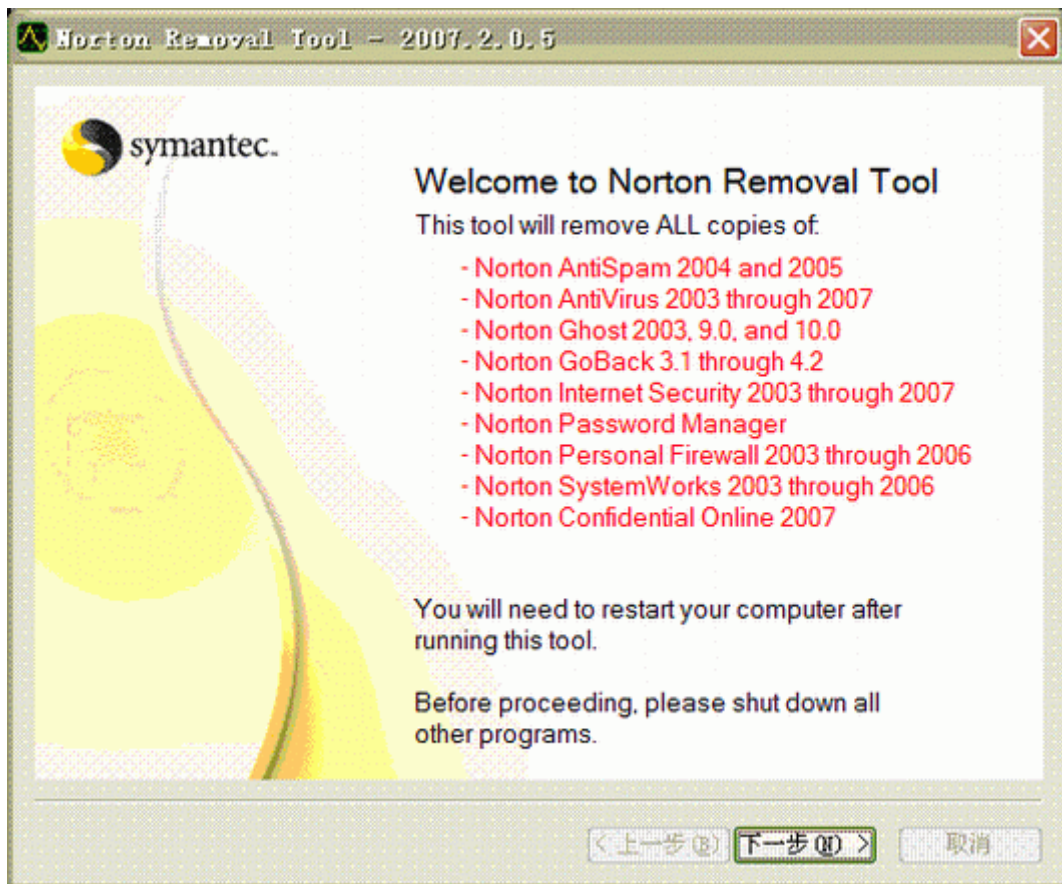 Norton Removal Tool - 2007.2.0.5
symantec.
Welcome to Norton Removal Tool
This tool will remove ALL copies of:
- Norton AntiSpam 2004 and 2005
- Norton AntiVirus 2003 through 2007
- Norton Ghost 2003, 9.0, and 10.0
- Norton GoBack 3.1 through 4.2
- Norton Internet Security 2003 through 2007
- Norton Password Manager
- Norton Personal Firewall 2003 through 2006
- Norton SystemWorks 2003 through 2006
- Norton Confidential Online 2007
You will need to restart your computer after
running this tool.
Before proceeding, please shut down all
other programs.
< 上一步(B) 下一步(N) > 取消